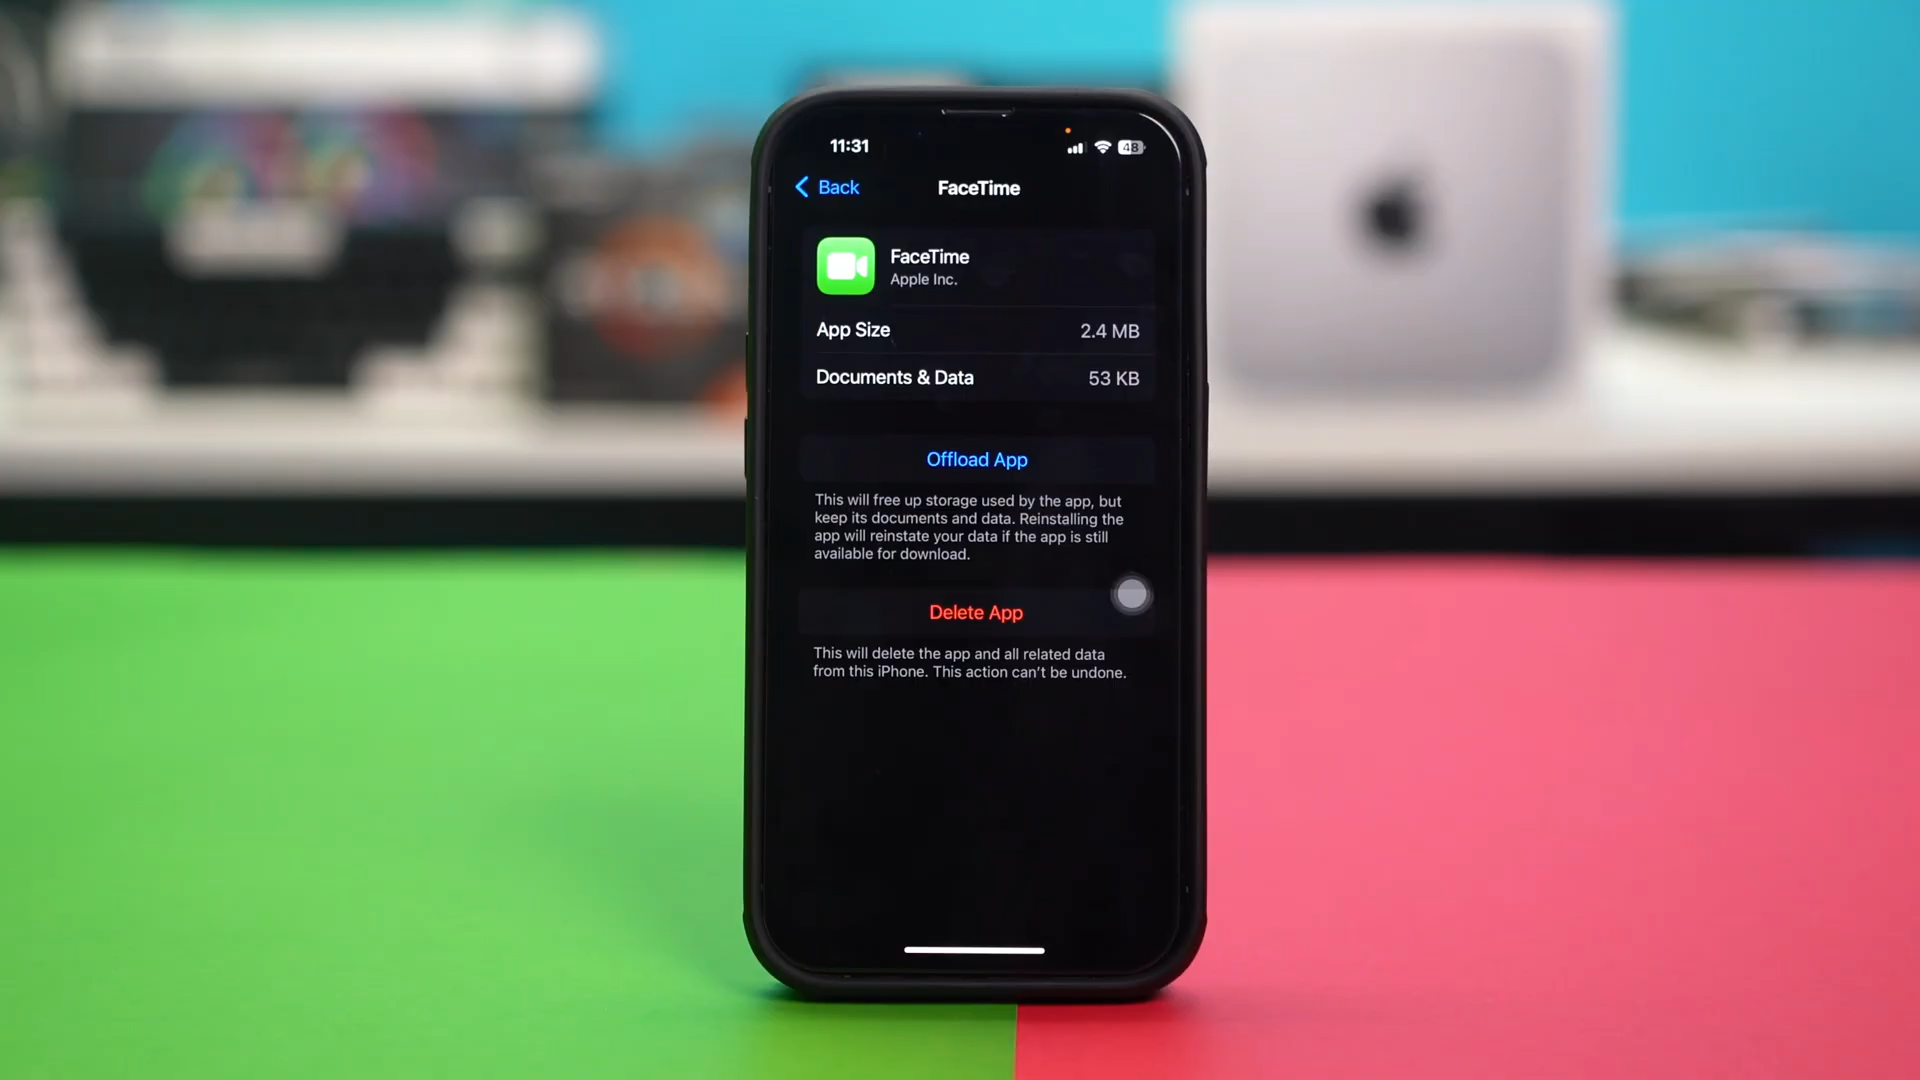 11:31
48
Back
FaceTime
FaceTime
Apple Inc.
App Size
2.4 MB
Documents & Data
53 KB
Offload App
This will free up storage used by the app, but
keep its documents and data. Reinstalling the
app will reinstate your data if the app is still
available for download.
Delete App
This will delete the app and all related data
from this iPhone. This action can't be undone.